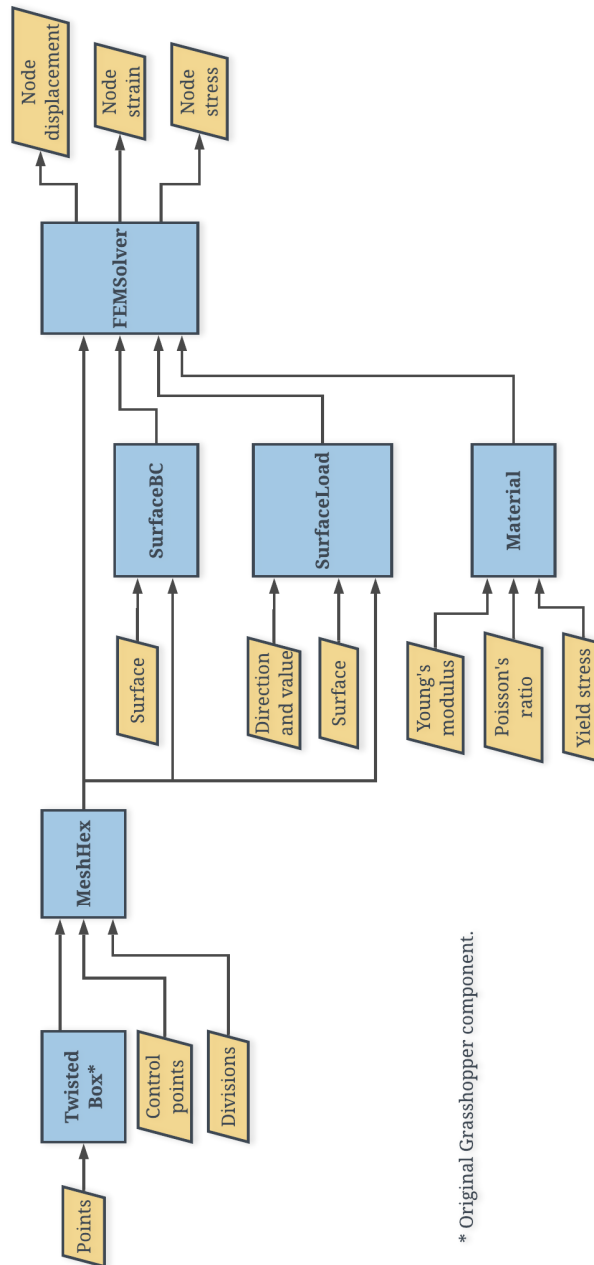 Points
Twisted
Box*
Control
points
Divisions
MeshHex
Surface
Direction
and value
Surface
Young's
modulus
Poisson's
ratio
Yield stress
SurfaceBC
SurfaceLoad
Material
FEMSolver
Node
displacement
Node
strain
Node
stress
* Original Grasshopper component.